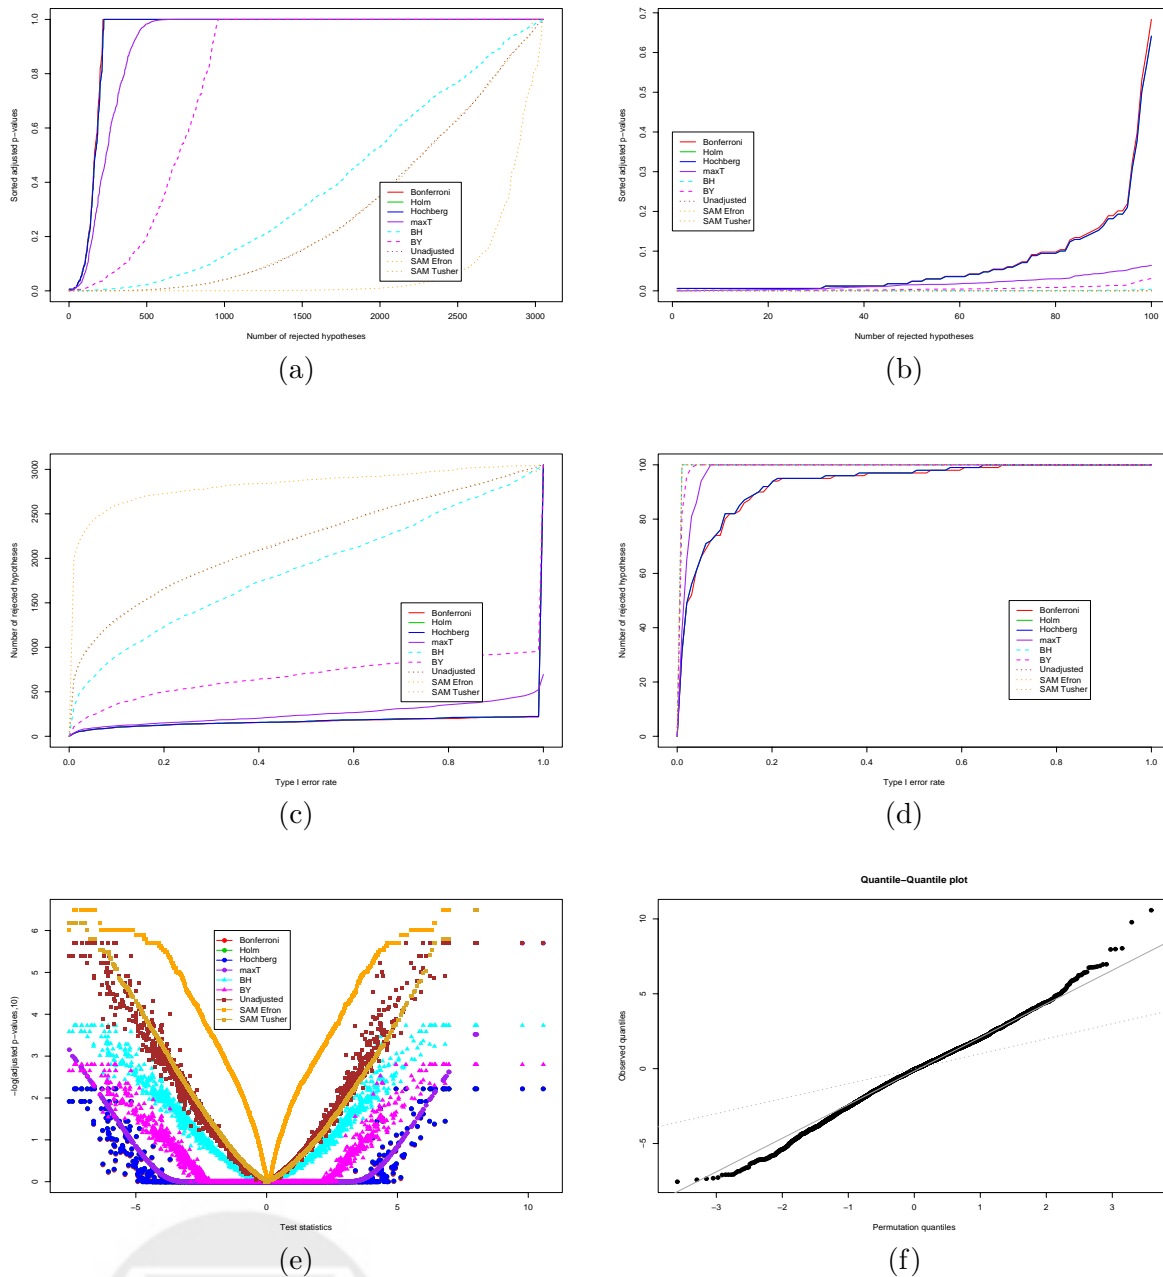 1.0
0.8
0.6
0.4
0.2
0.0
Sorted adjusted p−values
Bonferroni
Holm
Hochberg
maxT
BH
BY
Unadjusted
SAM Efron
SAM Tusher
0 500 1000 1500 2000 2500 3000
Number of rejected hypotheses
(a)
0.7
0.6
0.5
0.4
0.3
0.2
0.1
0.0
Sorted adjusted p−values
Bonferroni
Holm
Hochberg
maxT
BH
BY
Unadjusted
SAM Efron
SAM Tusher
0 20 40 60 80 100
Number of rejected hypotheses
(b)
3000
2500
2000
1500
1000
500
0
Number of rejected hypotheses
Bonferroni
Holm
Hochberg
maxT
BH
BY
Unadjusted
SAM Efron
SAM Tusher
0.0 0.2 0.4 0.6 0.8 1.0
Type I error rate
(c)
100
80
60
40
20
0
Number of rejected hypotheses
Bonferroni
Holm
Hochberg
maxT
BH
BY
Unadjusted
SAM Efron
SAM Tusher
0.0 0.2 0.4 0.6 0.8 1.0
Type I error rate
(d)
6
5
4
3
2
1
0
−log(adjusted p−values,10)
Bonferroni
Holm
Hochberg
maxT
BH
BY
Unadjusted
SAM Efron
SAM Tusher
−5 0 5 10
Test statistics
(e)
Quantile−Quantile plot
10
5
0
−5
Observed quantiles
−3 −2 −1 0 1 2 3
Permutation quantiles
(f)